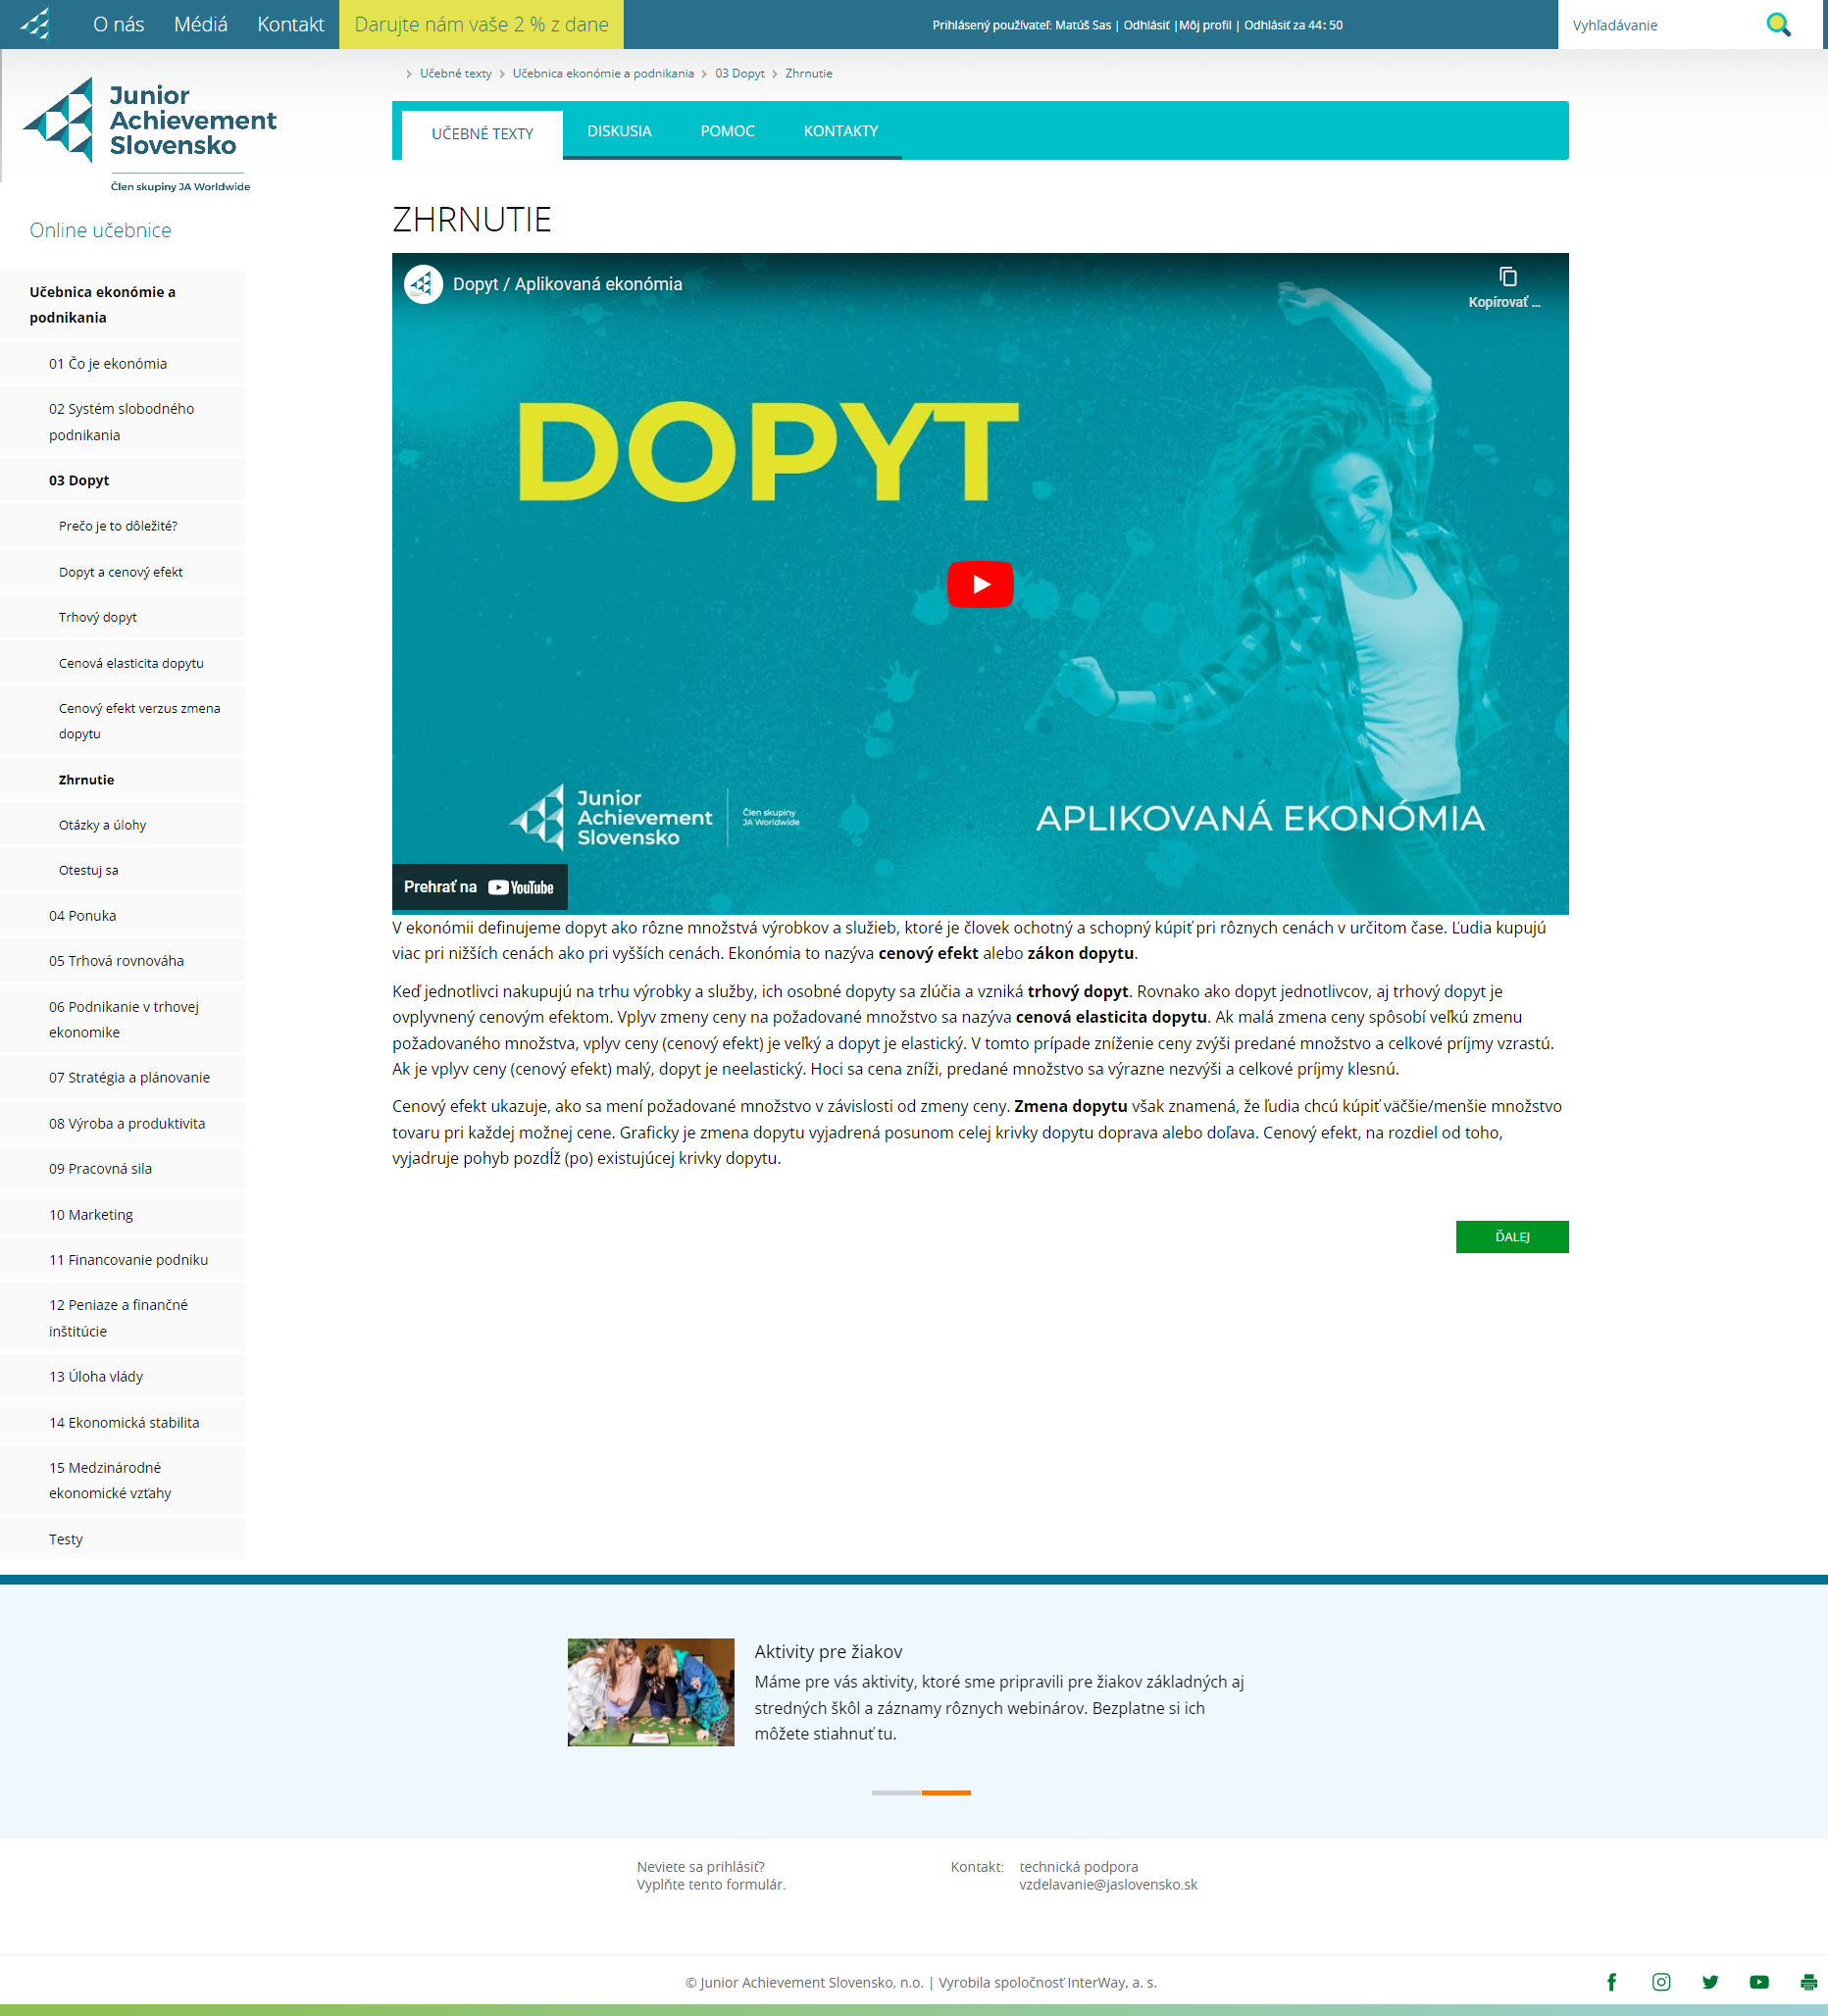 O nás
Médiá
Kontakt
Darujte nám vaše 2 % z dane
Prihlásený používateľ: Matúš Sas | Odhlásiť |Môj profil | Odhlásiť za 44: 50
Vyhľadávanie
Junior
Achievement
Slovensko
Člen skupiny JA Worldwide
Učebné texty
Učebnica ekonómie a podnikania
03 Dopyt
Zhrnutie
UČEBNÉ TEXTY
DISKUSIA
POMOC
KONTAKTY
Online učebnice
Učebnica ekonómie a
podnikania
01 Čo je ekonómia
02 Systém slobodného
podnikania
03 Dopyt
Prečo je to dôležité?
Dopyt a cenový efekt
Trhový dopyt
Cenová elasticita dopytu
Cenový efekt verzus zmena
dopytu
Zhrnutie
Otázky a úlohy
Otestuj sa
04 Ponuka
05 Trhová rovnováha
06 Podnikanie v trhovej
ekonomike
07 Stratégia a plánovanie
08 Výroba a produktivita
09 Pracovná sila
10 Marketing
11 Financovanie podniku
12 Peniaze a finančné
inštitúcie
13 Úloha vlády
14 Ekonomická stabilita
15 Medzinárodné
ekonomické vzťahy
Testy
ZHRNUTIE
Dopyt / Aplikovaná ekonómia
Kopírovať ...
DOPYT
Junior
Achievement
Slovensko
Člen skupiny
JA Worldwide
APLIKOVANÁ EKONÓMIA
Prehrať na YouTube
V ekonómii definujeme dopyt ako rôzne množstvá výrobkov a služieb, ktoré je človek ochotný a schopný kúpiť pri rôznych cenách v určitom čase. Ľudia kupujú
viac pri nižších cenách ako pri vyšších cenách. Ekonómia to nazýva cenový efekt alebo zákon dopytu.
Keď jednotlivci nakupujú na trhu výrobky a služby, ich osobné dopyty sa zlúčia a vzniká trhový dopyt. Rovnako ako dopyt jednotlivcov, aj trhový dopyt je
ovplyvnený cenovým efektom. Vplyv zmeny ceny na požadované množstvo sa nazýva cenová elasticita dopytu. Ak malá zmena ceny spôsobí veľkú zmenu
požadovaného množstva, vplyv ceny (cenový efekt) je veľký a dopyt je elastický. V tomto prípade zníženie ceny zvýši predané množstvo a celkové príjmy vzrastú.
Ak je vplyv ceny (cenový efekt) malý, dopyt je neelastický. Hoci sa cena zníži, predané množstvo sa výrazne nezvýši a celkové príjmy klesnú.
Cenový efekt ukazuje, ako sa mení požadované množstvo v závislosti od zmeny ceny. Zmena dopytu však znamená, že ľudia chcú kúpiť väčšie/menšie množstvo
tovaru pri každej možnej cene. Graficky je zmena dopytu vyjadrená posunom celej krivky dopytu doprava alebo doľava. Cenový efekt, na rozdiel od toho,
vyjadruje pohyb pozdĺž (po) existujúcej krivky dopytu.
ĎALEJ
Aktivity pre žiakov
Máme pre vás aktivity, ktoré sme pripravili pre žiakov základných aj
stredných škôl a záznamy rôznych webinárov. Bezplatne si ich
môžete stiahnuť tu.
Neviete sa prihlásiť?
Vyplňte tento formulár.
Kontakt: technická podpora
vzdelavanie@jaslovensko.sk
© Junior Achievement Slovensko, n.o. | Vyrobila spoločnosť InterWay, a. s.